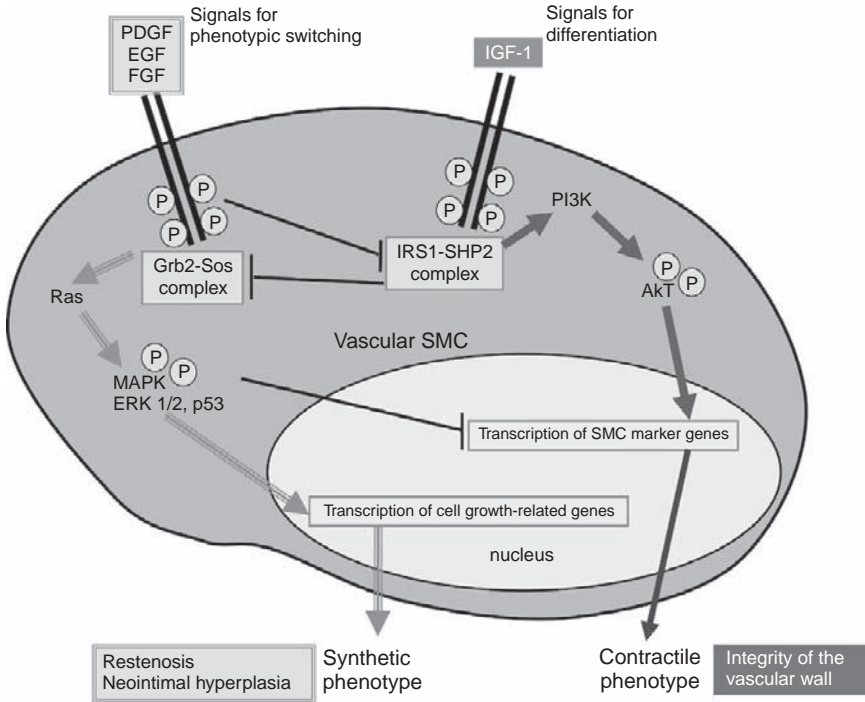 Signals for
phenotypic switching
PDGF
EGF
FGF
Signals for
differentiation
IGF-1
P
P
P
P
P
P
P
P
PI3K
Grb2-Sos
complex
IRS1-SHP2
complex
P
P
AkT
Ras
Vascular SMC
P
P
MAPK
ERK 1/2, p53
Transcription of SMC marker genes
Transcription of cell growth-related genes
nucleus
Restenosis
Neointimal hyperplasia
Synthetic
phenotype
Contractile
phenotype
Integrity of the
vascular wall